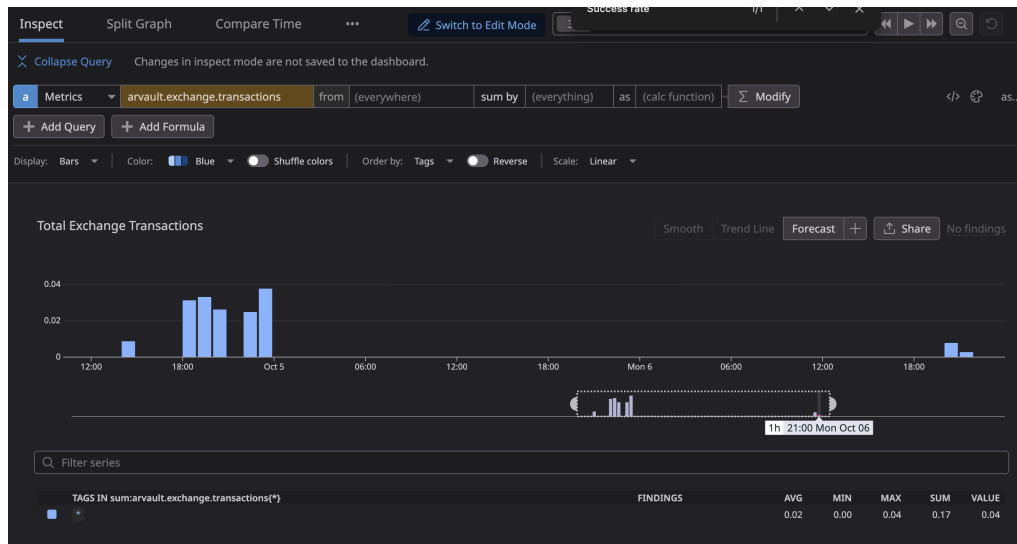 Success rate 1/1
Inspect Split Graph Compare Time ••• Switch to Edit Mode
Collapse Query Changes in inspect mode are not saved to the dashboard.
a Metrics arvault.exchange.transactions from (everywhere) sum by (everything) as (calc function) Σ Modify </> as...
+ Add Query + Add Formula
Display: Bars Color: Blue Shuffle colors Order by: Tags Reverse Scale: Linear
Total Exchange Transactions Smooth Trend Line Forecast + Share No findings
0.04
0.02
0
12:00 18:00 Oct 5 06:00 12:00 18:00 Mon 6 06:00 12:00 18:00
1h 21:00 Mon Oct 06
Filter series
TAGS IN sum:arvault.exchange.transactions{*} FINDINGS AVG MIN MAX SUM VALUE
* 0.02 0.00 0.04 0.17 0.04